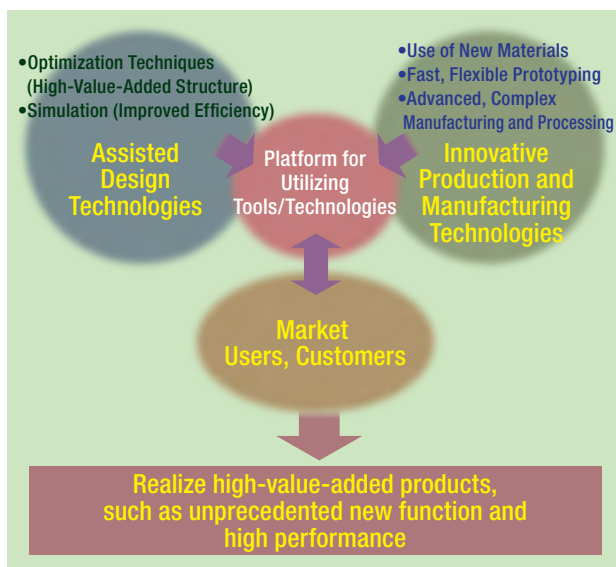 •Optimization Techniques
(High-Value-Added Structure)
•Simulation (Improved Efficiency)
Assisted
Design
Technologies
Platform for
Utilizing
Tools/Technologies
•Use of New Materials
•Fast, Flexible Prototyping
•Advanced, Complex
Manufacturing and Processing
Innovative
Production and
Manufacturing
Technologies
Market
Users, Customers
Realize high-value-added products,
such as unprecedented new function and
high performance